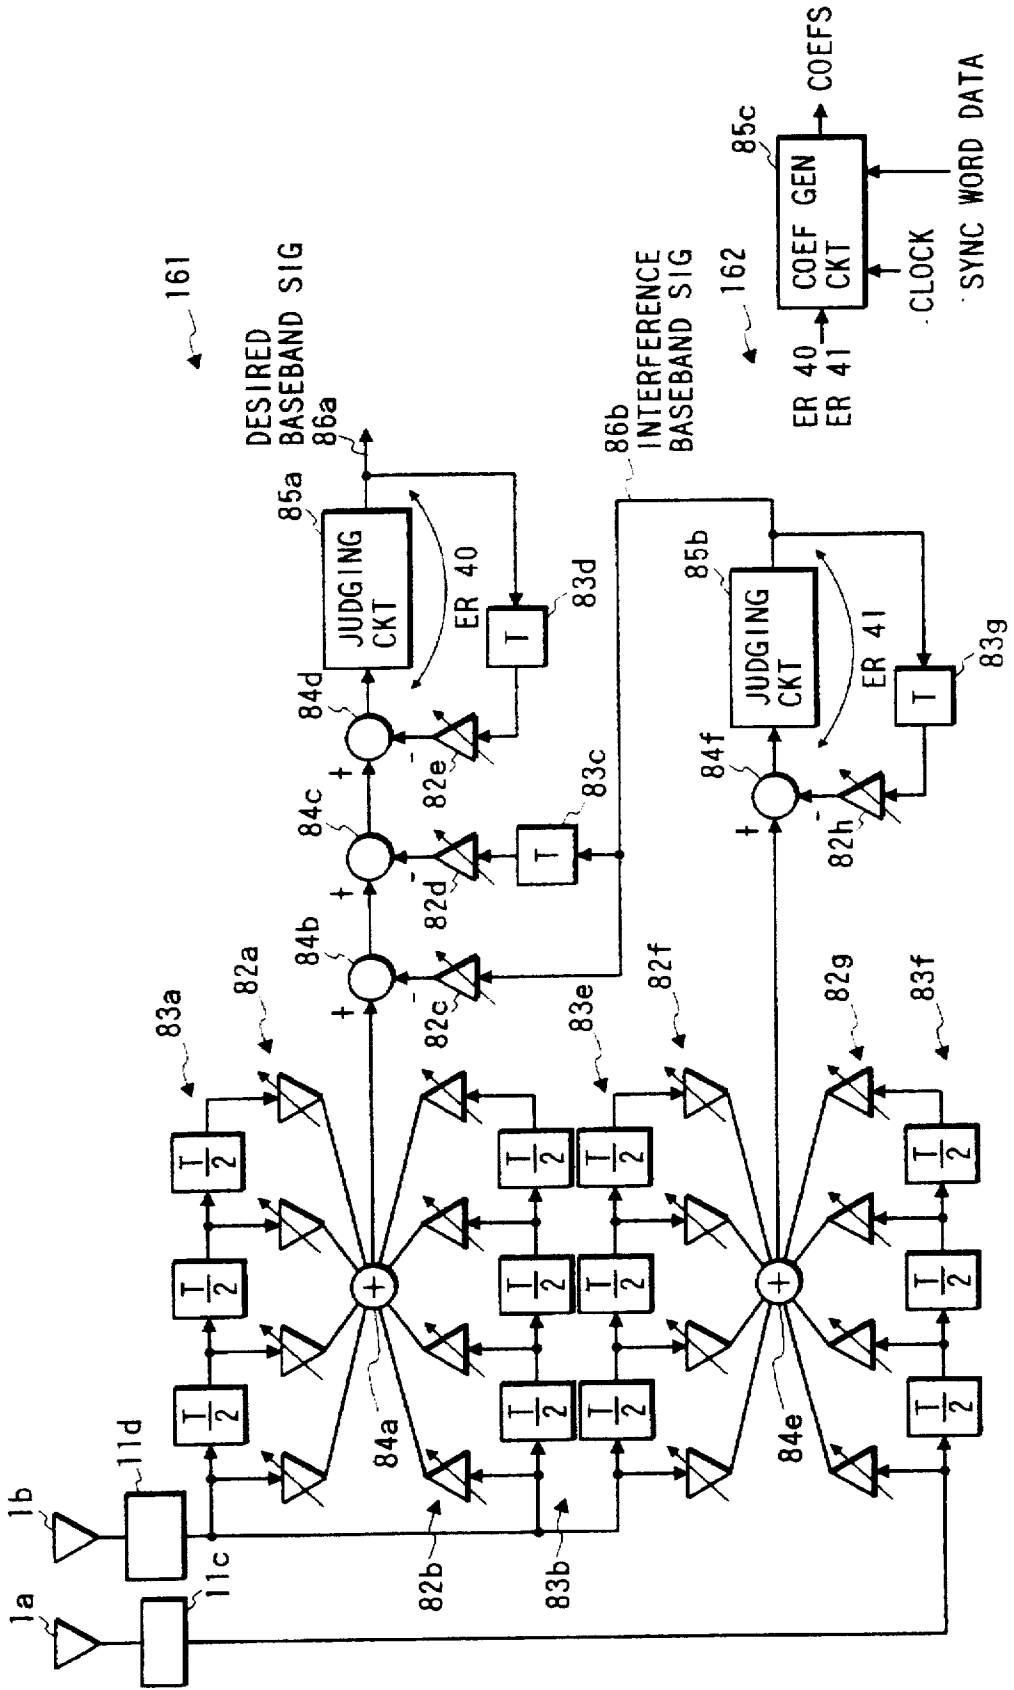 1a
1b
11c
11d
83a
82a
T
2
T
2
T
2
84a
82b
83b
T
2
T
2
T
2
84b
84c
84d
+
+
+
-
-
-
82c
82d
82e
T
83c
T
83d
JUDGING
CKT
85a
ER 40
86a
DESIRED
BASEBAND SIG
161
83e
82f
T
2
T
2
T
2
+
+
84e
82g
83f
T
2
T
2
T
2
84f
+
-
82h
T
83g
JUDGING
CKT
85b
ER 41
86b
INTERFERENCE
BASEBAND SIG
162
ER 40
ER 41
COEF GEN
CKT
85c
COEFS
CLOCK
SYNC WORD DATA